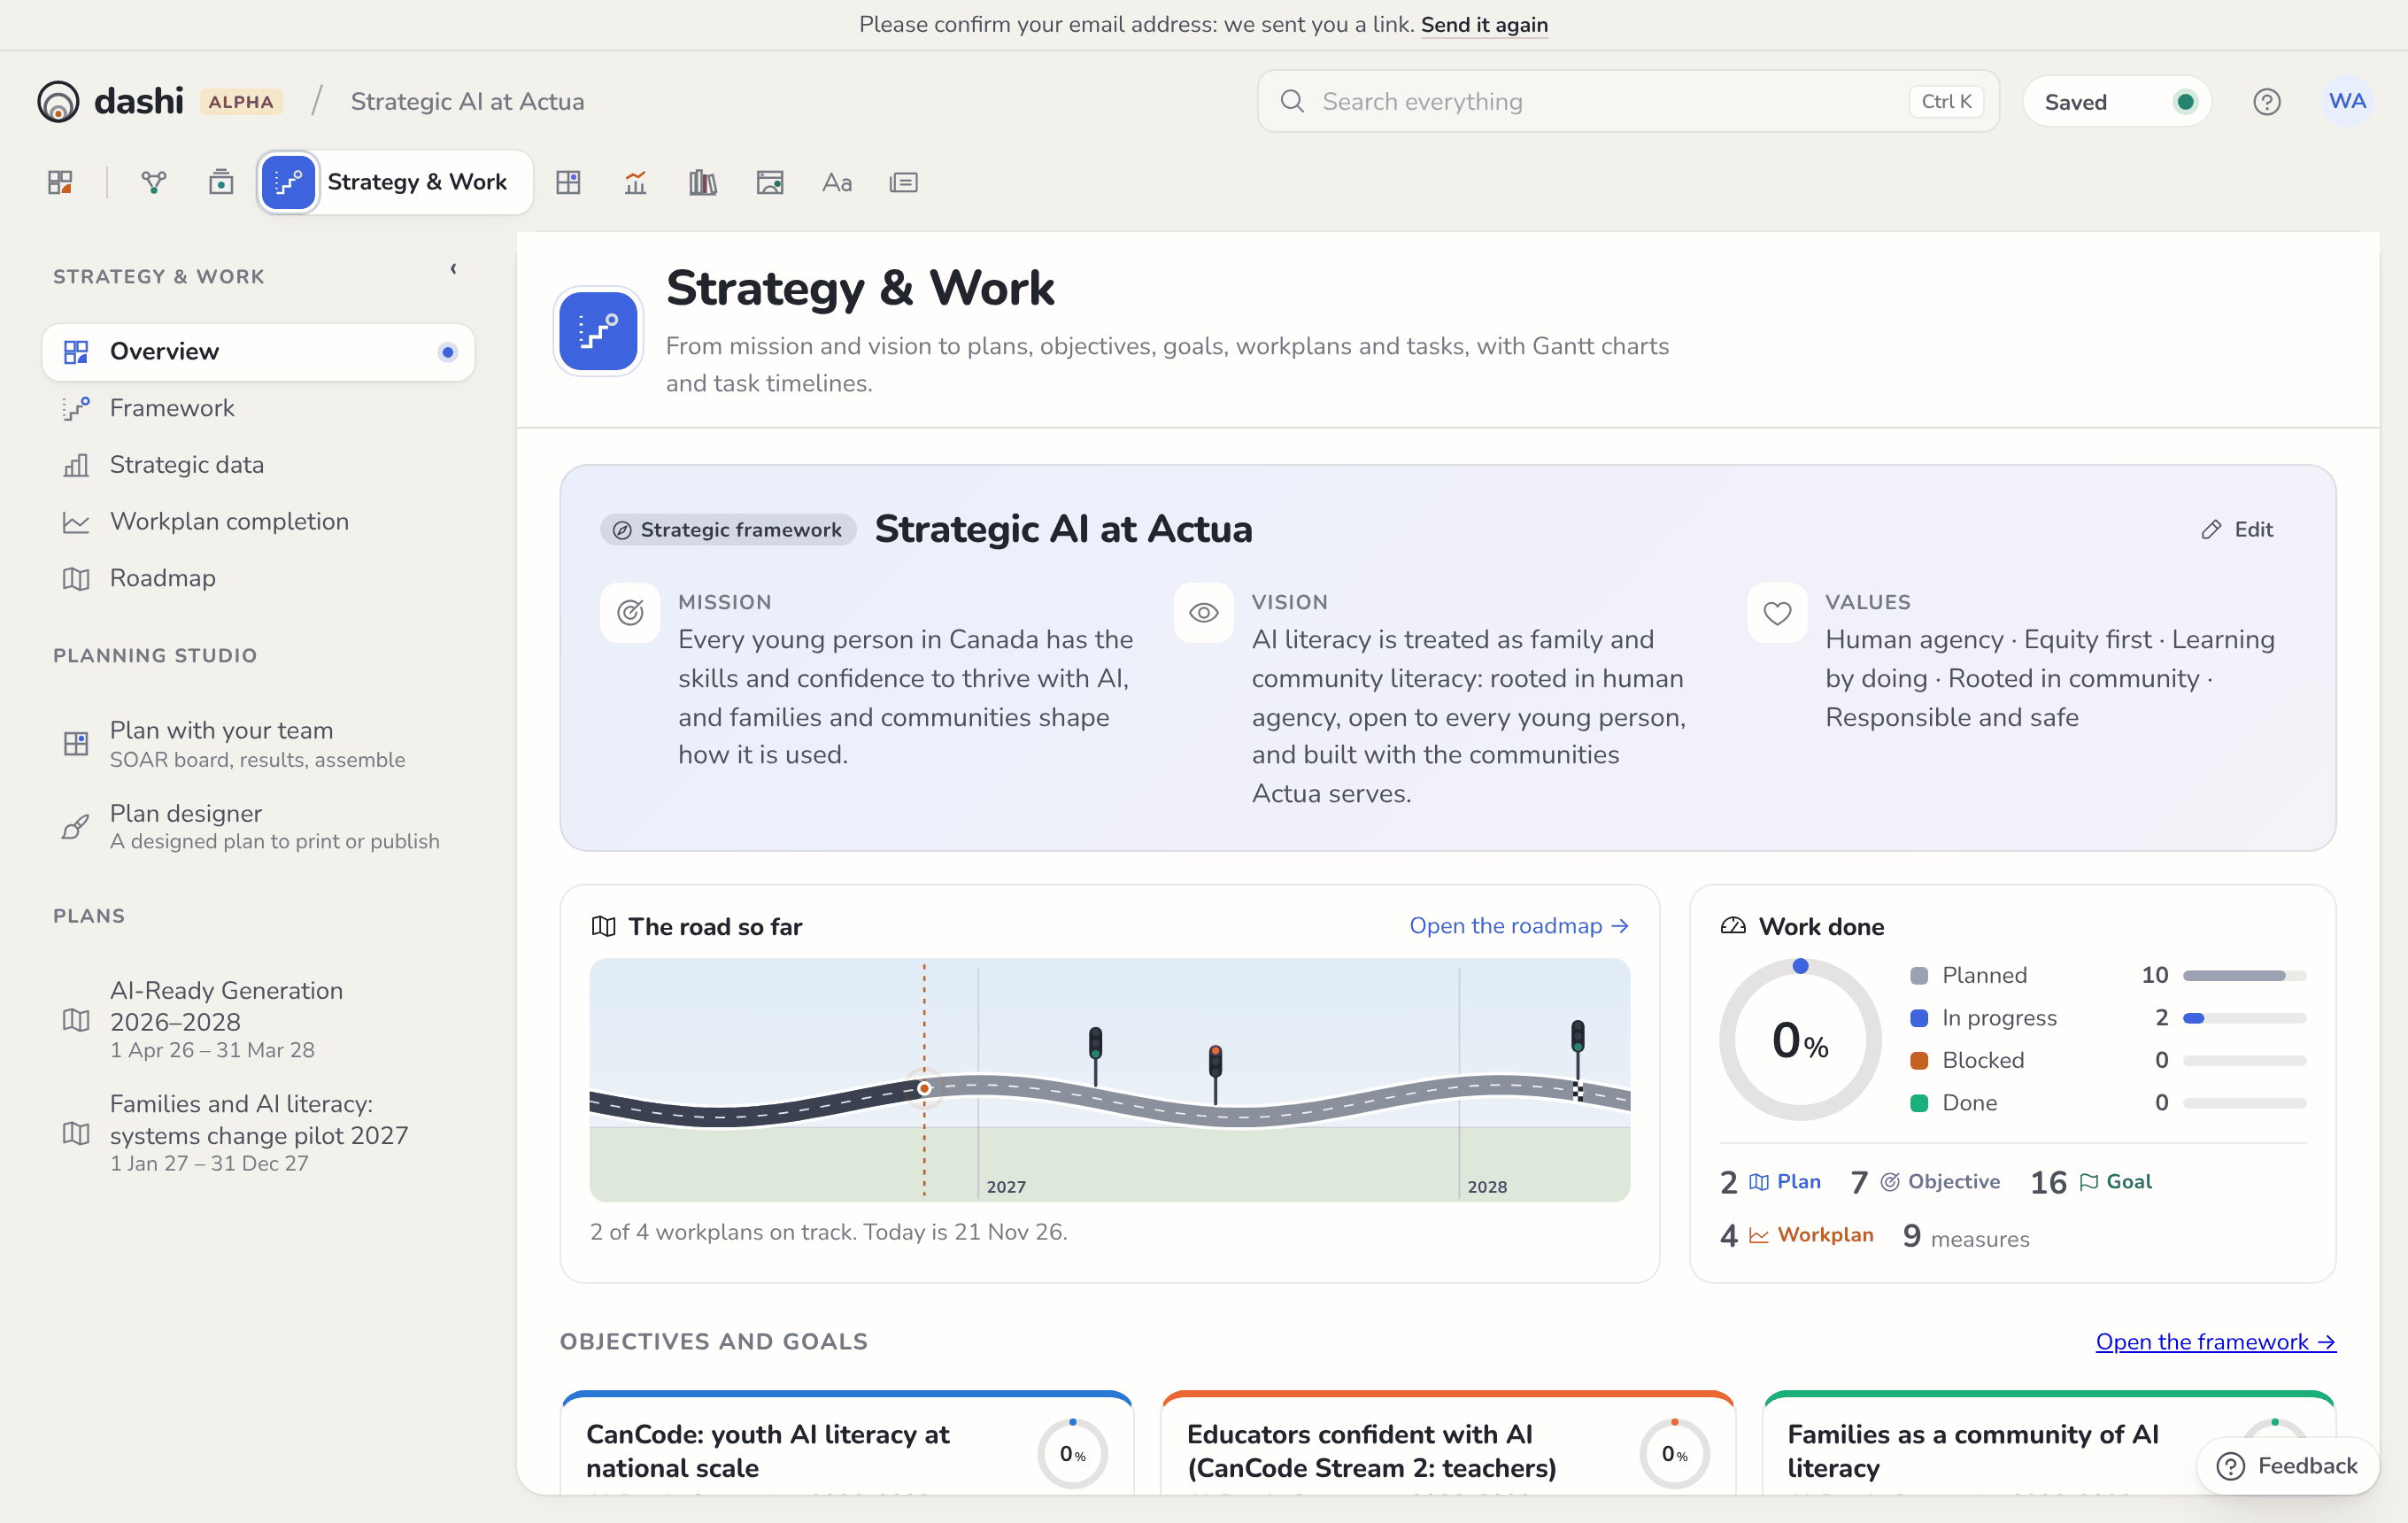 Please confirm your email address: we sent you a link. Send it again
dashi ALPHA / Strategic AI at Actua
Search everything Ctrl K
Saved
WA
Strategy & Work
Aa
STRATEGY & WORK
Overview
Framework
Strategic data
Workplan completion
Roadmap
PLANNING STUDIO
Plan with your team
SOAR board, results, assemble
Plan designer
A designed plan to print or publish
PLANS
AI-Ready Generation
2026–2028
1 Apr 26 – 31 Mar 28
Families and AI literacy:
systems change pilot 2027
1 Jan 27 – 31 Dec 27
Strategy & Work
From mission and vision to plans, objectives, goals, workplans and tasks, with Gantt charts
and task timelines.
Strategic framework Strategic AI at Actua
Edit
MISSION
Every young person in Canada has the
skills and confidence to thrive with AI,
and families and communities shape
how it is used.
VISION
AI literacy is treated as family and
community literacy: rooted in human
agency, open to every young person,
and built with the communities
Actua serves.
VALUES
Human agency · Equity first · Learning
by doing · Rooted in community ·
Responsible and safe
The road so far
Open the roadmap →
2027
2028
2 of 4 workplans on track. Today is 21 Nov 26.
Work done
0%
Planned 10
In progress 2
Blocked 0
Done 0
2 Plan 7 Objective 16 Goal
4 Workplan 9 measures
OBJECTIVES AND GOALS
Open the framework →
CanCode: youth AI literacy at
national scale
0%
Educators confident with AI
(CanCode Stream 2: teachers)
0%
Families as a community of AI
literacy
Feedback